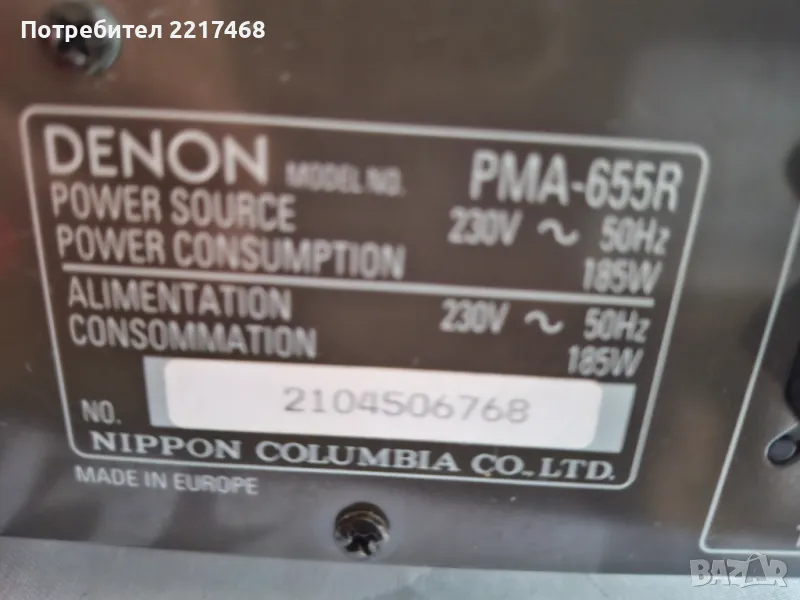 Потребител 2217468
DENON MODEL NO. PMA-655R
POWER SOURCE 230V ~ 50Hz
POWER CONSUMPTION 185W
ALIMENTATION 230V ~ 50Hz
CONSOMMATION 185W
NO. 2104506768
NIPPON COLUMBIA CO., LTD.
MADE IN EUROPE
BAZAR